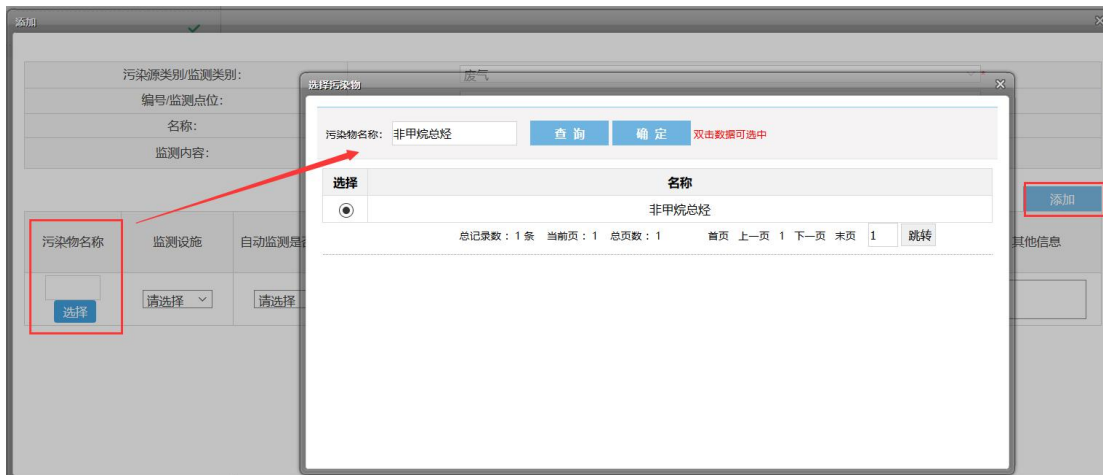 添加
污染源类别/监测类别：
废气
*
编号/监测点位：
名称：
监测内容：
添加
污染物名称
监测设施
自动监测是
其他信息
选择
请选择
请选择
选择污染物
污染物名称：
非甲烷总烃
查 询
确 定
双击数据可选中
选择
名称
非甲烷总烃
总记录数：1 条 当前页：1 总页数：1 首页 上一页 1 下一页 末页 1 跳转